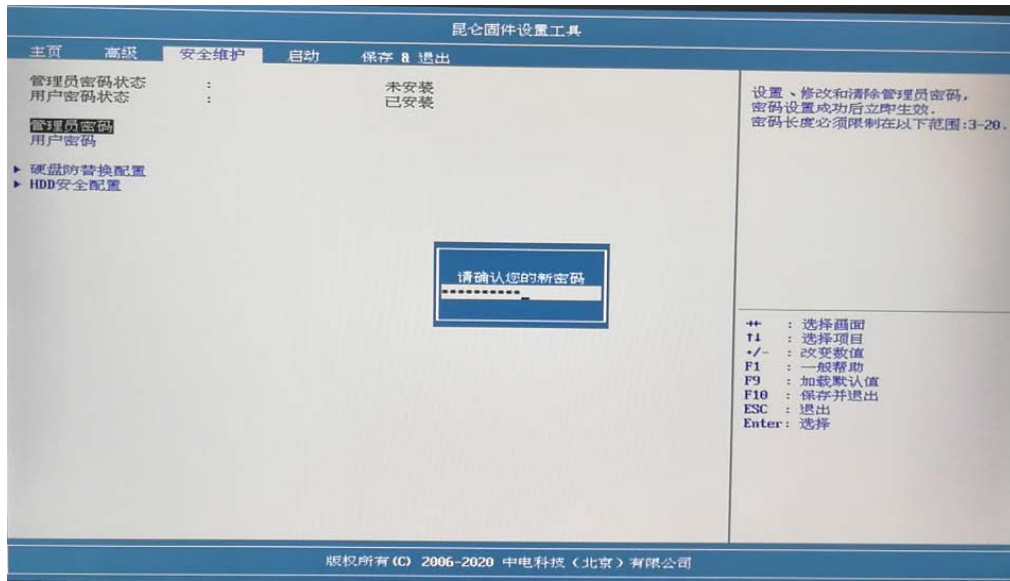 昆仑固件设置工具
主页 高级 安全维护 启动 保存 & 退出
管理员密码状态 : 未安装
用户密码状态 : 已安装
管理员密码
用户密码
▶ 硬盘防替换配置
▶ HDD安全配置
设置、修改和清除管理员密码,
密码设置成功后立即生效.
密码长度必须限制在以下范围:3-20.
请确认您的新密码
**********_
→← : 选择画面
↑↓ : 选择项目
+/- : 改变数值
F1 : 一般帮助
F9 : 加载默认值
F10 : 保存并退出
ESC : 退出
Enter: 选择
版权所有(C) 2006-2020 中电科技（北京）有限公司